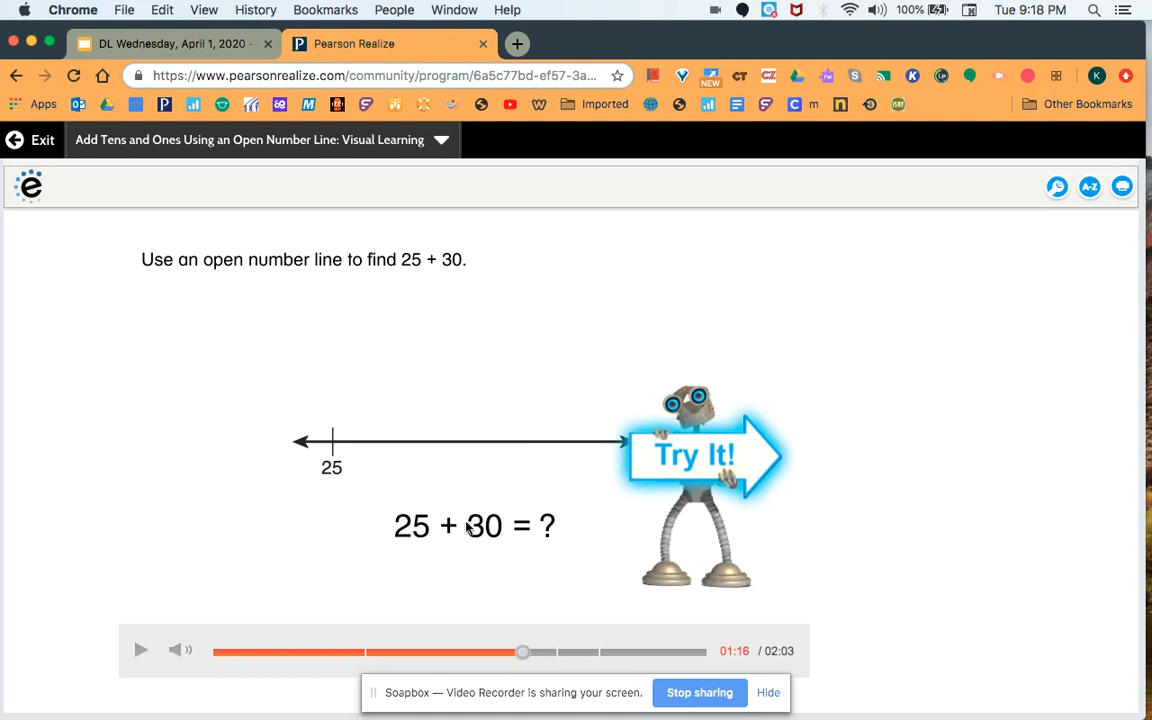 Chrome File Edit View History Bookmarks People Window Help 100% Tue 9:18 PM
DL Wednesday, April 1, 2020 - Pearson Realize
https://www.pearsonrealize.com/community/program/6a5c77bd-ef57-3a...
NEW
CT
CZ
K
Apps
Imported
C m
Other Bookmarks
Exit Add Tens and Ones Using an Open Number Line: Visual Learning
e A-Z
Use an open number line to find 25 + 30.
Try It!
25
25 + 30 = ?
01:16 / 02:03
Soapbox — Video Recorder is sharing your screen. Stop sharing Hide